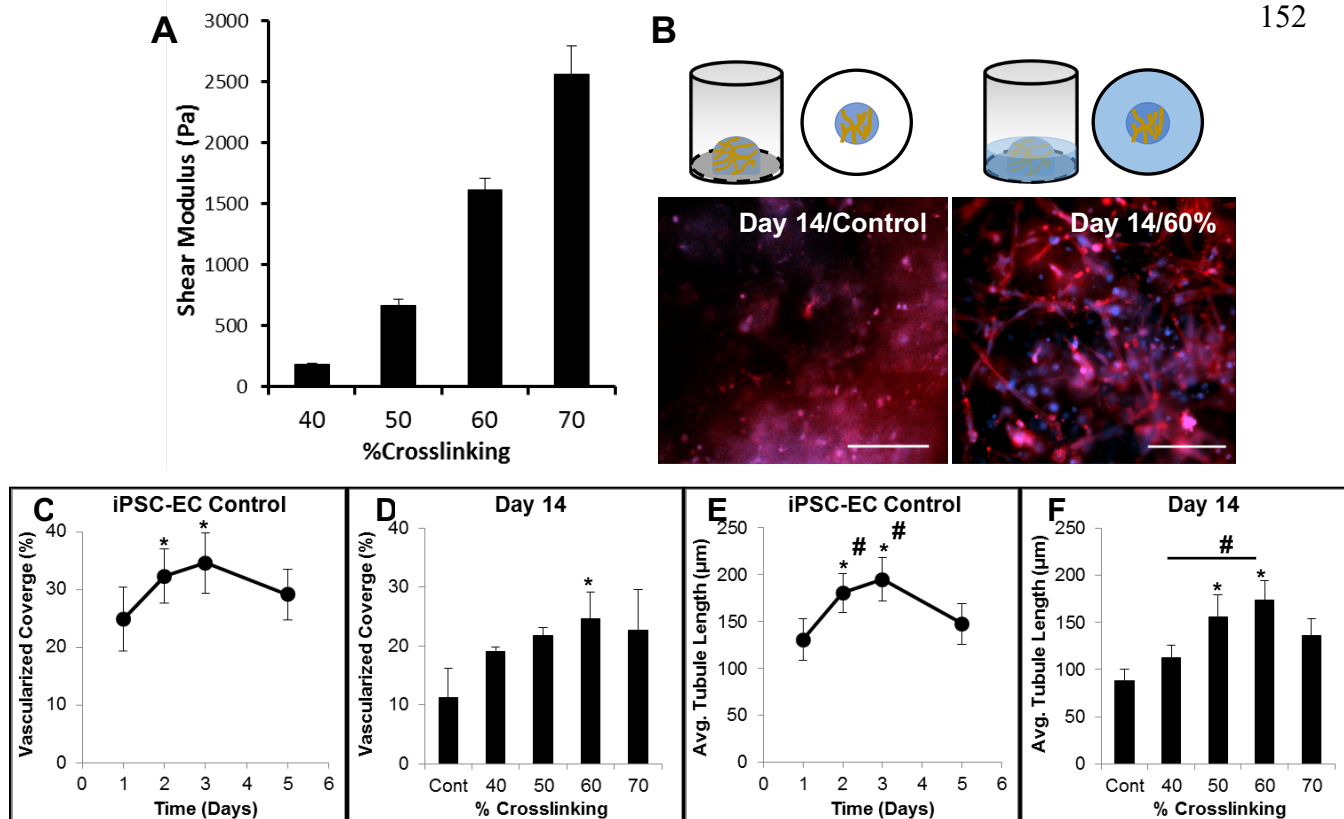 152
A
3000
2500
2000
1500
1000
500
0
Shear Modulus (Pa)
40 50 60 70
%Crosslinking
B
Day 14/Control
Day 14/60%
C
iPSC-EC Control
40
30
20
10
0
Vascularized Coverge (%)
* *
0 1 2 3 4 5 6
Time (Days)
D
Day 14
40
30
20
10
0
Vascularized Coverge (%)
*
Cont 40 50 60 70
% Crosslinking
E
iPSC-EC Control
250
200
150
100
50
0
Avg. Tubule Length (µm)
# #
* *
0 1 2 3 4 5 6
Time (Days)
F
Day 14
250
200
150
100
50
0
Avg. Tubule Length (µm)
#
* *
Cont 40 50 60 70
% Crosslinking